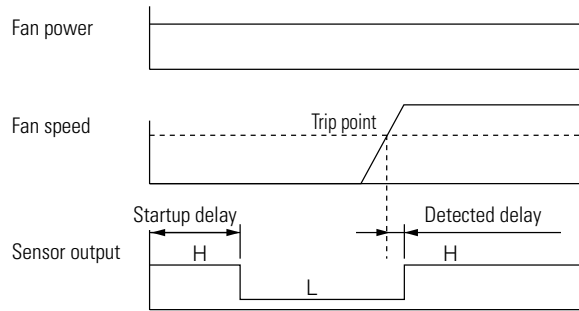 Fan power
Fan speed
Trip point
Startup delay
Detected delay
Sensor output
H
L
H